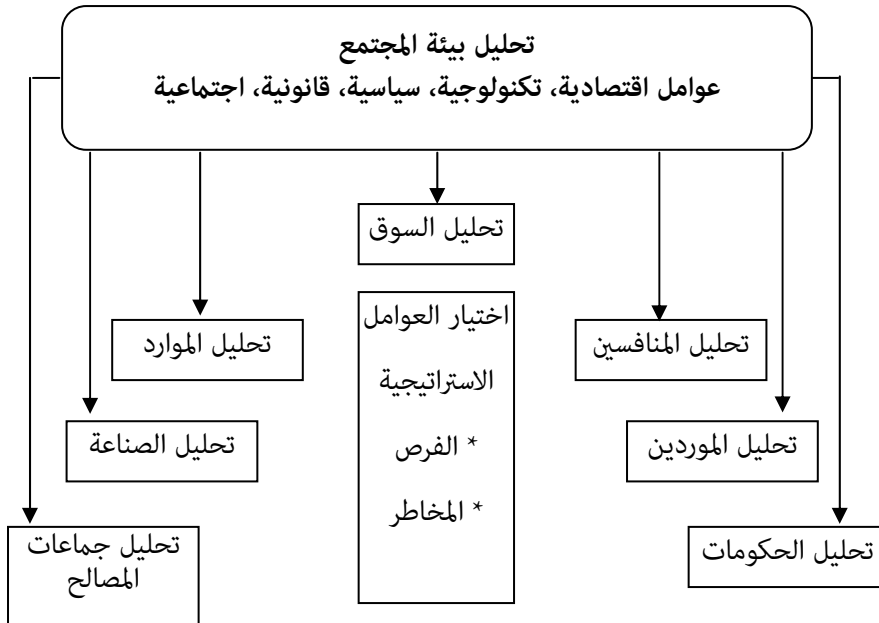 تحليل بيئة المجتمع
عوامل اقتصادية، تكنولوجية، سياسية، قانونية، اجتماعية
تحليل السوق
اختيار العوامل
الاستراتيجية
* الفرص
* المخاطر
تحليل المنافسين
تحليل الموارد
تحليل الموردين
تحليل الصناعة
تحليل الحكومات
تحليل جماعات
المصالح